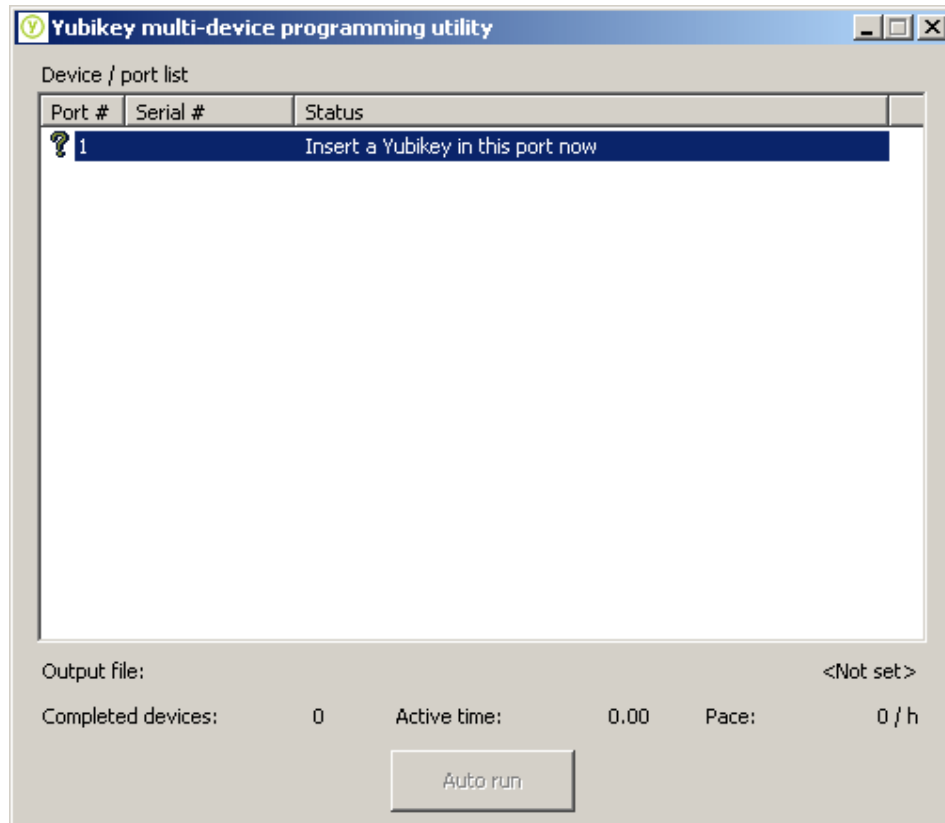 Yubikey multi-device programming utility
Device / port list
Port # Serial # Status
1 Insert a Yubikey in this port now
Output file: <Not set>
Completed devices: 0 Active time: 0.00 Pace: 0 / h
Auto run